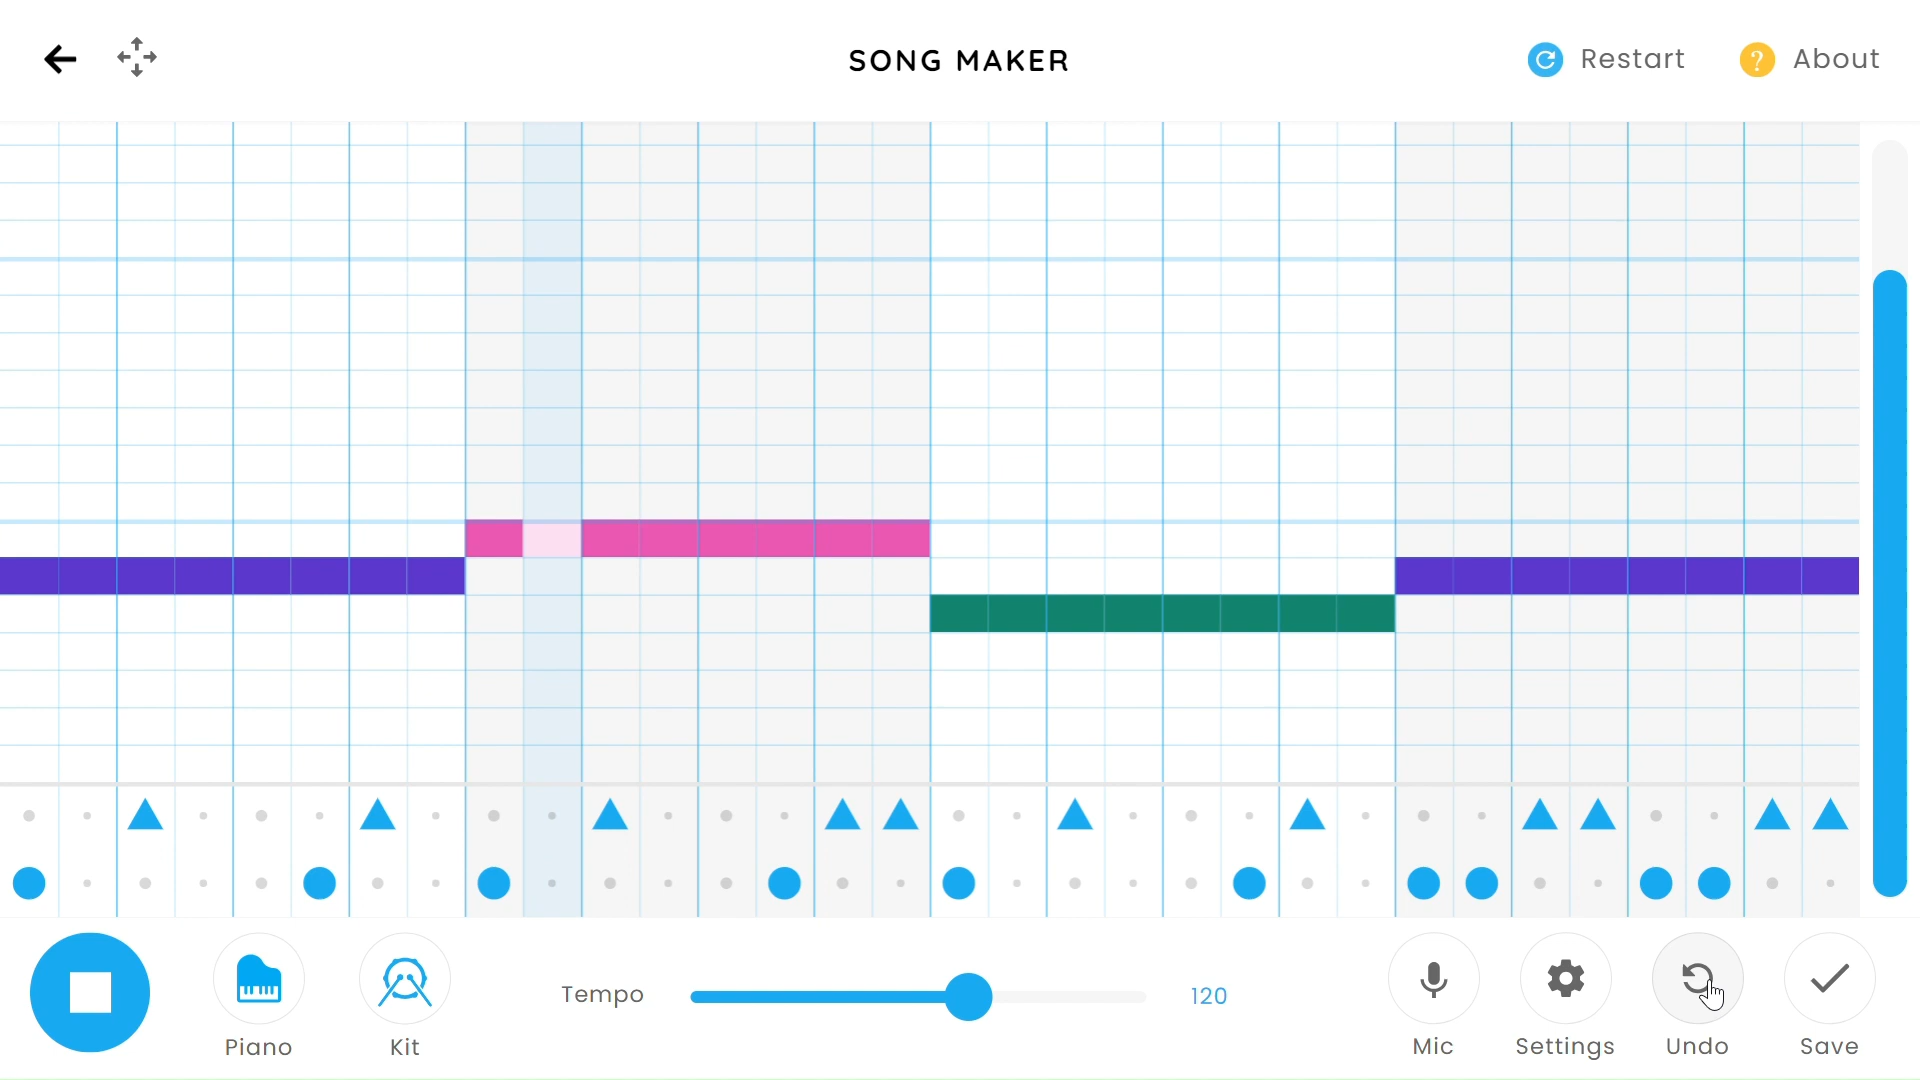 SONG MAKER
Restart
? About
Tempo
120
Piano
Kit
Mic
Settings
Undo
Save